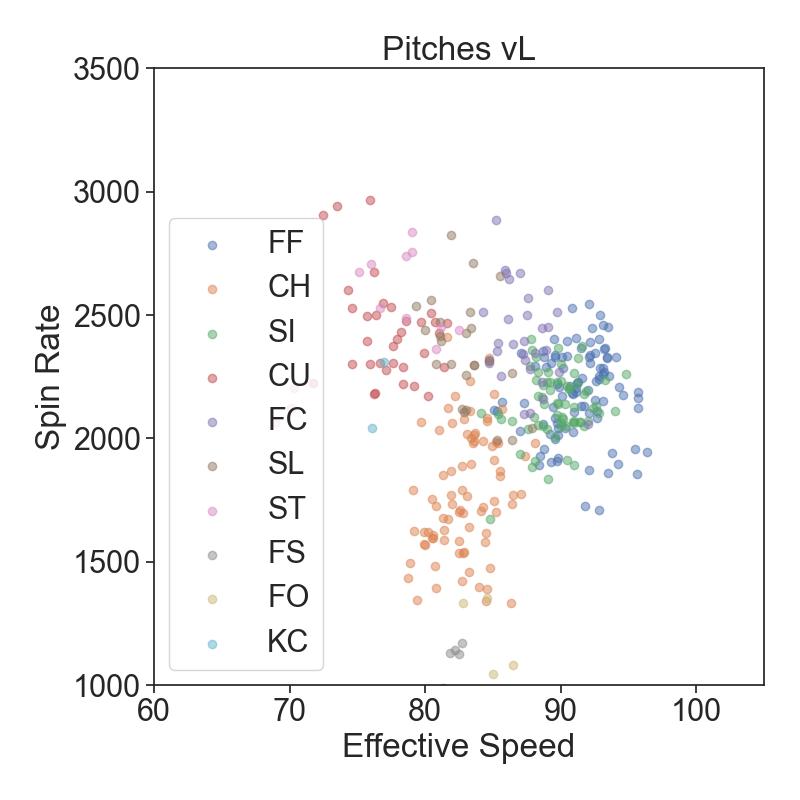 Pitches vL
3500
3000
2500
2000
1500
1000
Spin Rate
FF
CH
SI
CU
FC
SL
ST
FS
FO
KC
60 70 80 90 100
Effective Speed